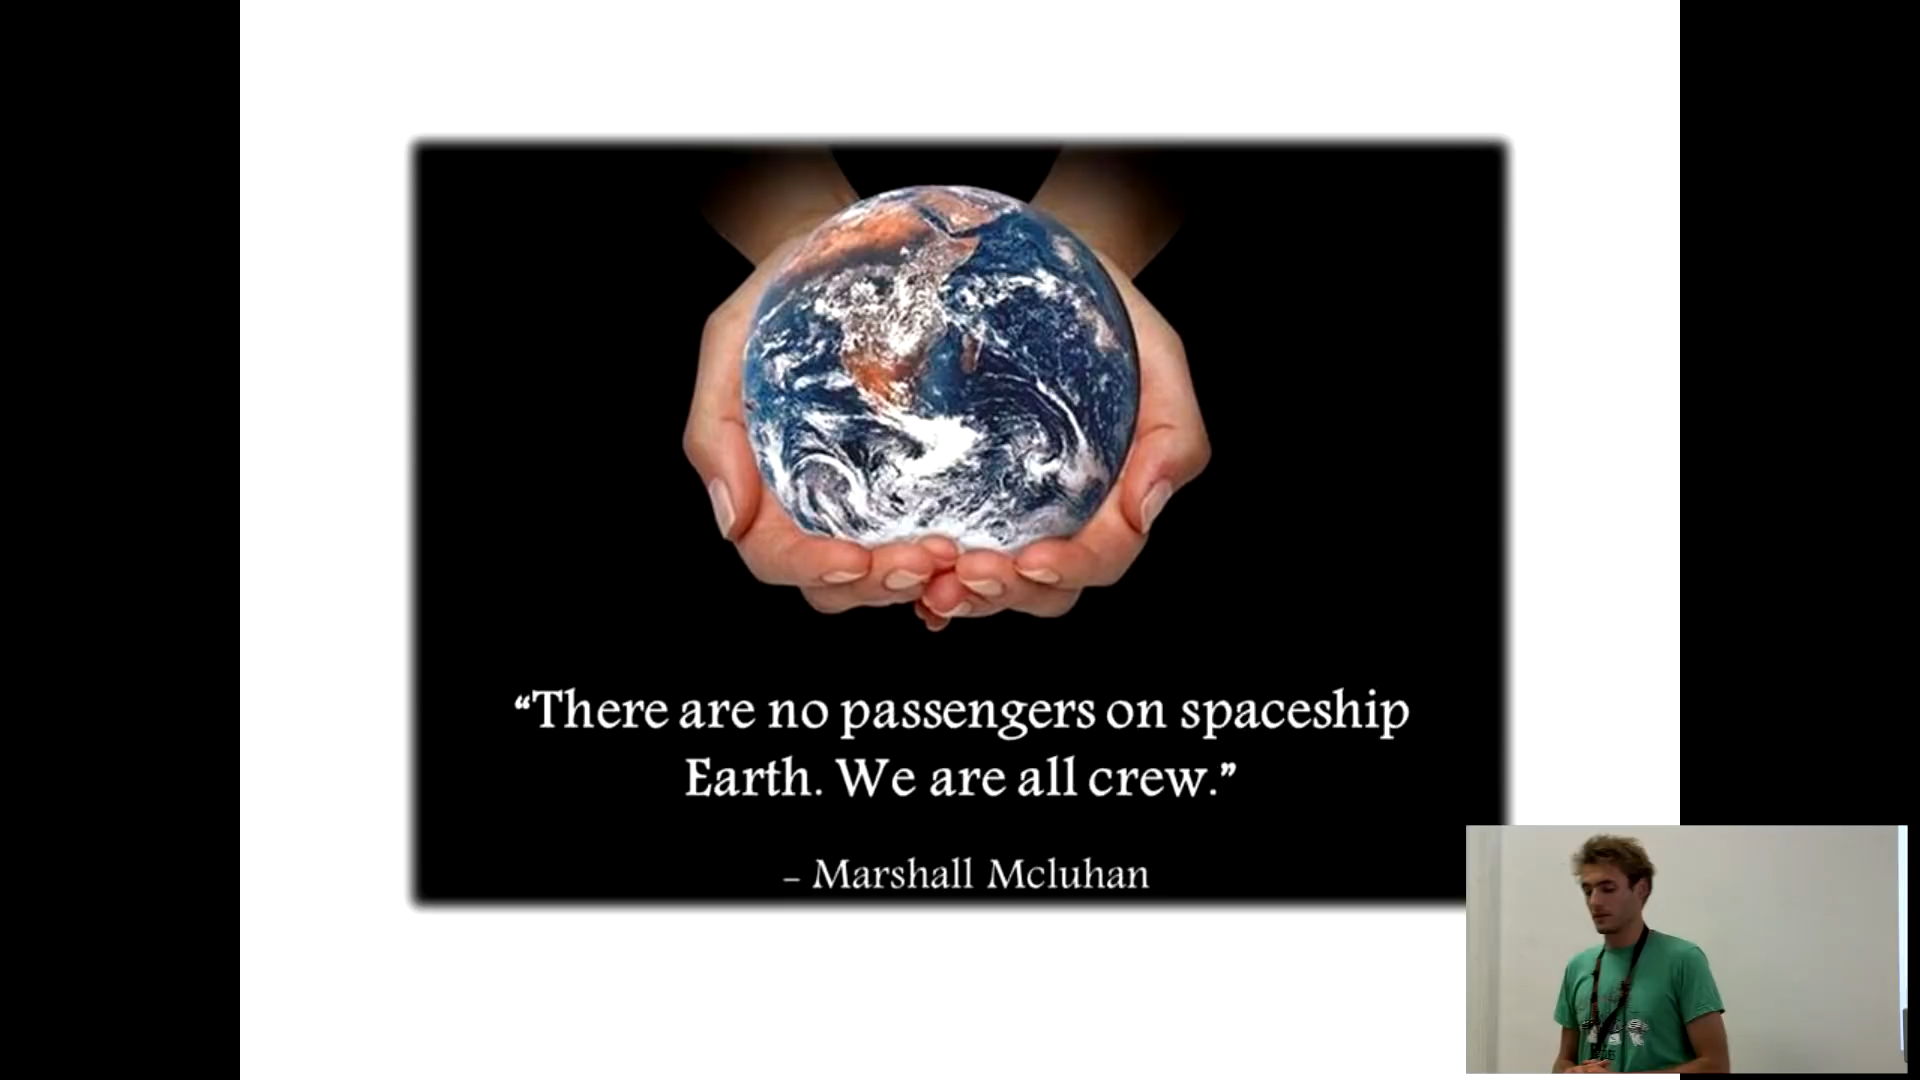 “There are no passengers on spaceship
Earth. We are all crew.”
– Marshall Mcluhan